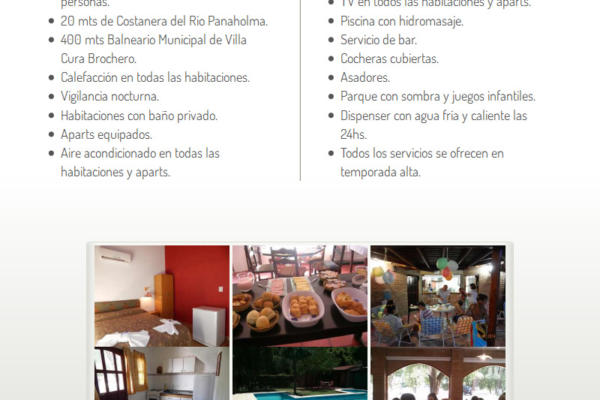 personas.
20 mts de Costanera del Río Panaholma.
400 mts Balneario Municipal de Villa
Cura Brochero.
Calefacción en todas las habitaciones.
Vigilancia nocturna.
Habitaciones con baño privado.
Aparts equipados.
Aire acondicionado en todas las
habitaciones y aparts.
TV en todos las habitaciones y aparts.
Piscina con hidromasaje.
Servicio de bar.
Cocheras cubiertas.
Asadores.
Parque con sombra y juegos infantiles.
Dispenser con agua fria y caliente las
24hs.
Todos los servicios se ofrecen en
temporada alta.